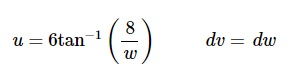 u = 6tan⁻¹(8/w)     dv = dw